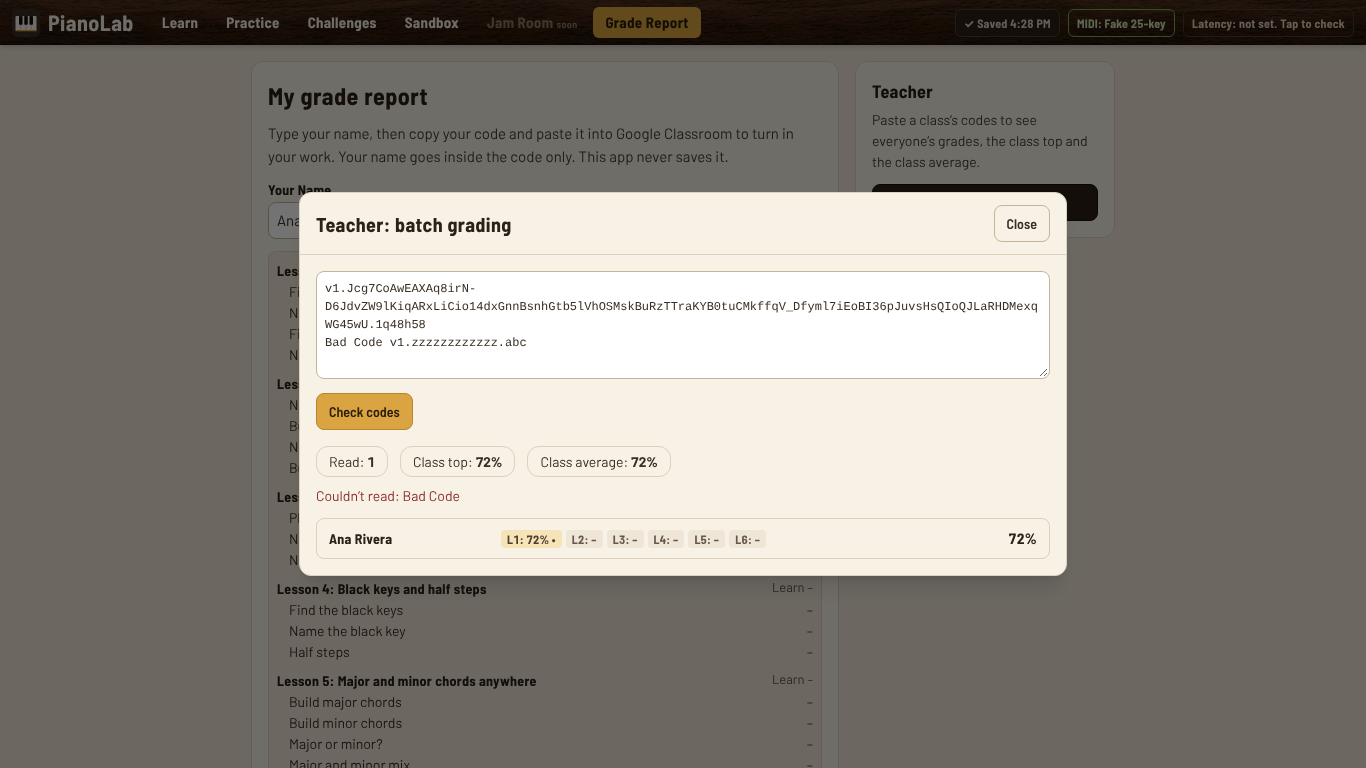 PianoLab
Learn
Practice
Challenges
Sandbox
Jam Room soon
Grade Report
✓ Saved 4:28 PM
MIDI: Fake 25-key
Latency: not set. Tap to check
My grade report
Type your name, then copy your code and paste it into Google Classroom to turn in
your work. Your name goes inside the code only. This app never saves it.
Your Name
Ana
Teacher
Paste a class's codes to see
everyone's grades, the class top and
the class average.
Teacher: batch grading
Close
v1.Jcg7CoAwEAXAq8irN-
D6JdvZW9lKiqARxLiCio14dxGnnBsnhGtb5lVhOSMskBuRzTTraKYB0tuCMkffqV_Dfyml7iEoBI36pJuvsHsQIoQJLaRHDMexq
WG45wU.1q48h58
Bad Code v1.zzzzzzzzzzzz.abc
Check codes
Read: 1
Class top: 72%
Class average: 72%
Couldn't read: Bad Code
Ana Rivera
L1: 72% •
L2: –
L3: –
L4: –
L5: –
L6: –
72%
Lesson 4: Black keys and half steps
Learn –
Find the black keys
–
Name the black key
–
Half steps
–
Lesson 5: Major and minor chords anywhere
Learn –
Build major chords
–
Build minor chords
–
Major or minor?
–
Major and minor mix
–